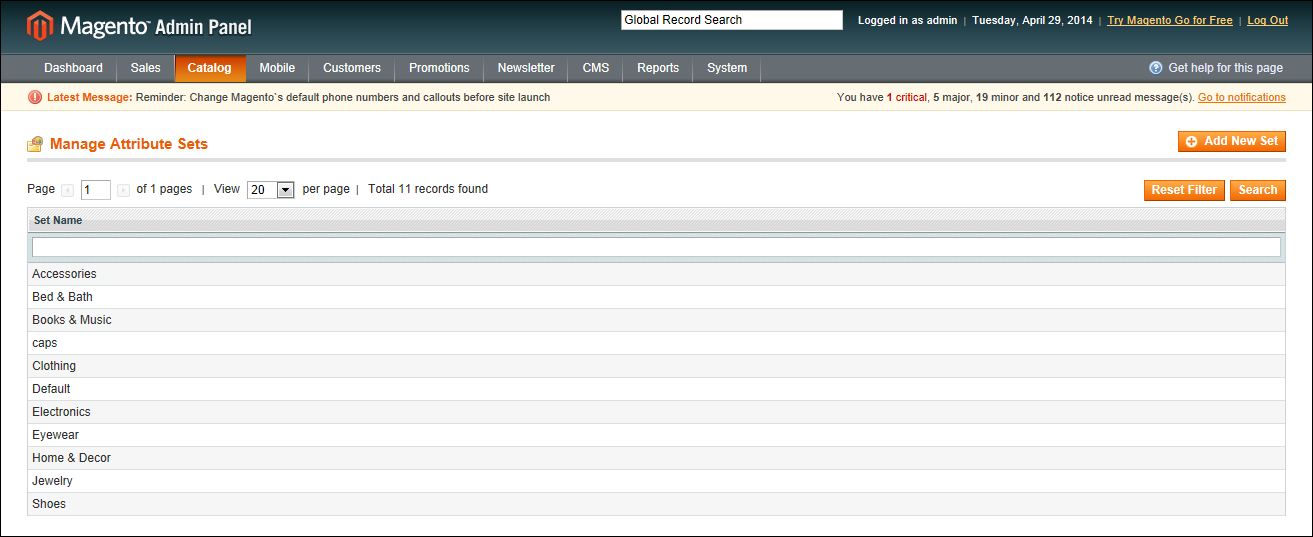 Magento™ Admin Panel
Global Record Search
Logged in as admin | Tuesday, April 29, 2014 | Try Magento Go for Free | Log Out
Dashboard Sales Catalog Mobile Customers Promotions Newsletter CMS Reports System Get help for this page
Latest Message: Reminder: Change Magento`s default phone numbers and callouts before site launch You have 1 critical, 5 major, 19 minor and 112 notice unread message(s). Go to notifications
Manage Attribute Sets Add New Set
Page 1 of 1 pages | View 20 per page | Total 11 records found Reset Filter Search
Set Name
Accessories
Bed & Bath
Books & Music
caps
Clothing
Default
Electronics
Eyewear
Home & Decor
Jewelry
Shoes